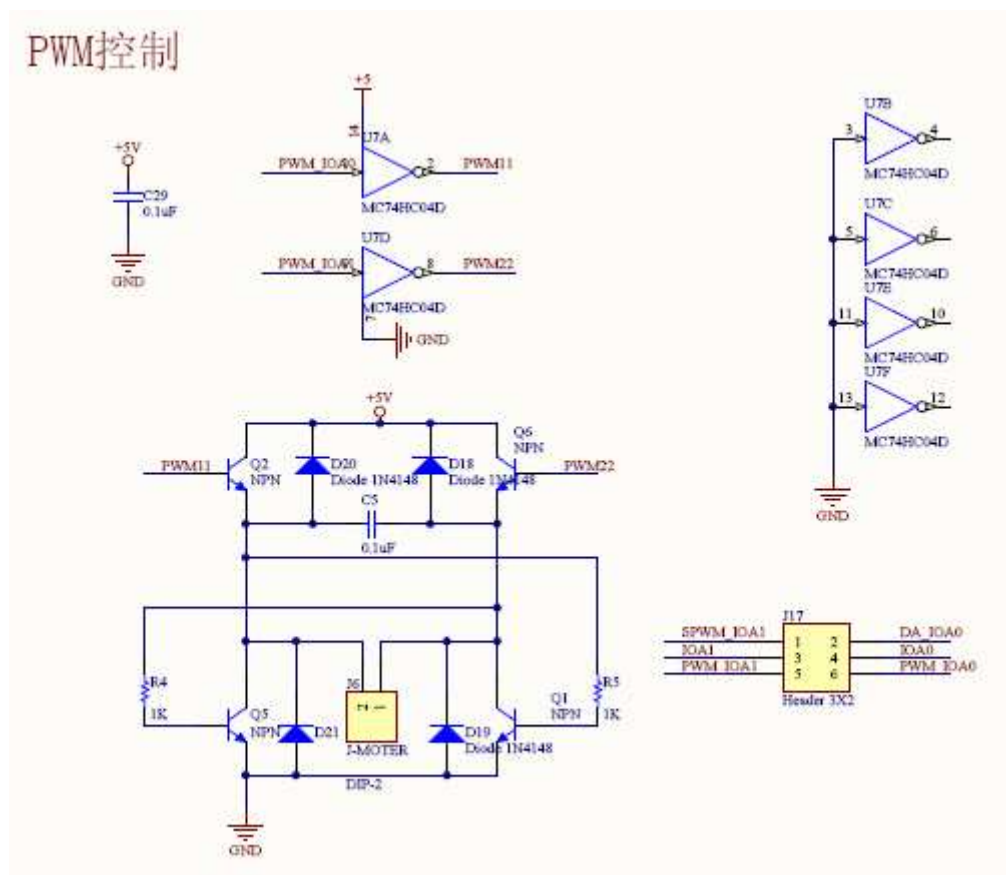 PWM控制
+5
+5V
C29
0.1uF
GND
14
U7A
PWM_IOA0
2
PWM11
MC74HC04D
U7D
PWM_IOA1
8
PWM22
MC74HC04D
7
GND
U7B
3
4
MC74HC04D
U7C
5
6
MC74HC04D
U7E
11
10
MC74HC04D
U7F
13
12
MC74HC04D
GND
+5V
PWM11
Q2
NPN
D20
Diode 1N4148
D18
Diode 1N4148
Q6
NPN
PWM22
C5
0.1uF
R4
1K
Q5
NPN
D21
J6
2
1
J-MOTER
DIP-2
D19
Diode 1N4148
Q1
NPN
R5
1K
GND
J17
SPWM_IOA1
1
2
DA_IOA0
IOA1
3
4
IOA0
PWM_IOA1
5
6
PWM_IOA0
Header 3X2